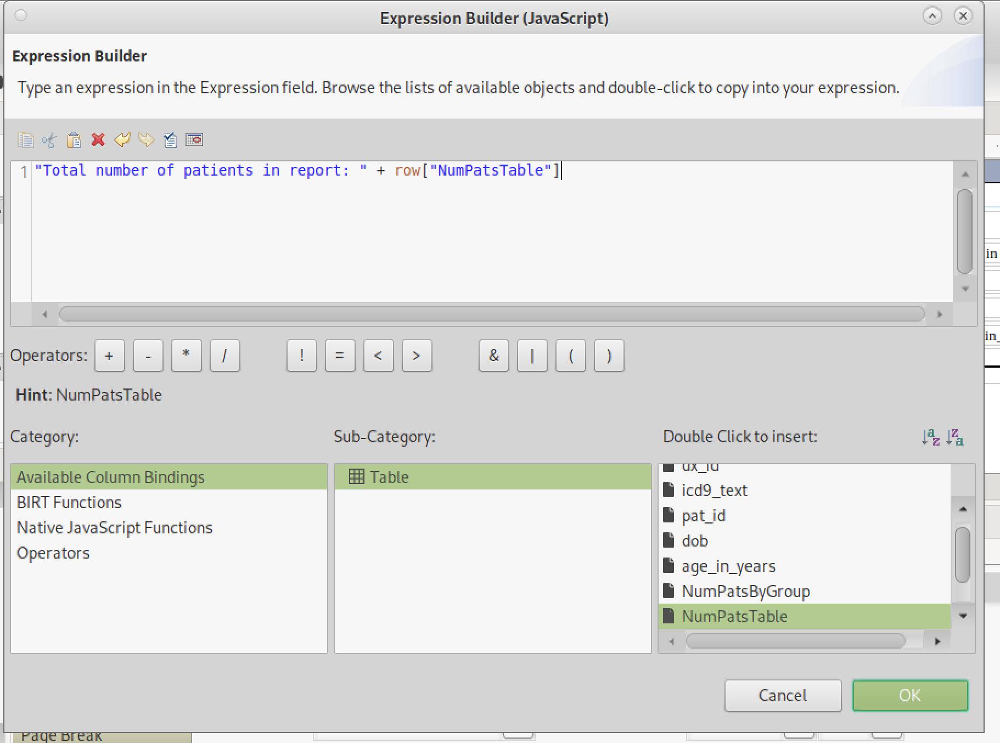 Expression Builder (JavaScript)
Expression Builder
Type an expression in the Expression field. Browse the lists of available objects and double-click to copy into your expression.
1 "Total number of patients in report: " + row["NumPatsTable"]
in
Operators: + - * / ! = < > & | ( )
in_
Hint: NumPatsTable
Category: Sub-Category: Double Click to insert:
Available Column Bindings
BIRT Functions
Native JavaScript Functions
Operators
Table
dx_id
icd9_text
pat_id
dob
age_in_years
NumPatsByGroup
NumPatsTable
Cancel OK
Page Break